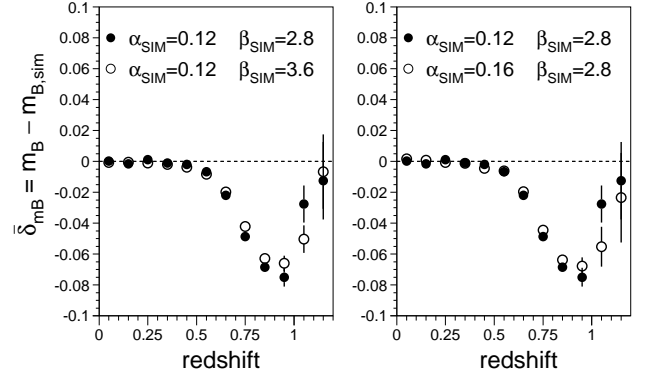 δ̄mB = mB − mB,sim
0.1
0.08
0.06
0.04
0.02
0
-0.02
-0.04
-0.06
-0.08
-0.1
αSIM=0.12 βSIM=2.8
αSIM=0.12 βSIM=3.6
0 0.25 0.5 0.75 1
redshift
0.1
0.08
0.06
0.04
0.02
0
-0.02
-0.04
-0.06
-0.08
-0.1
αSIM=0.12 βSIM=2.8
αSIM=0.16 βSIM=2.8
0 0.25 0.5 0.75 1
redshift